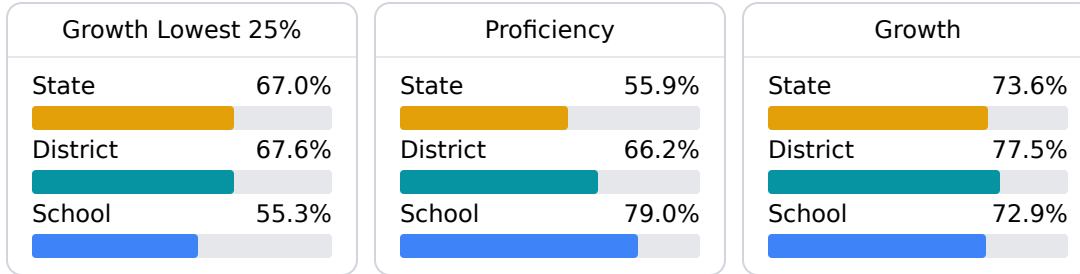 Growth Lowest 25%
State 67.0%
District 67.6%
School 55.3%
Proficiency
State 55.9%
District 66.2%
School 79.0%
Growth
State 73.6%
District 77.5%
School 72.9%